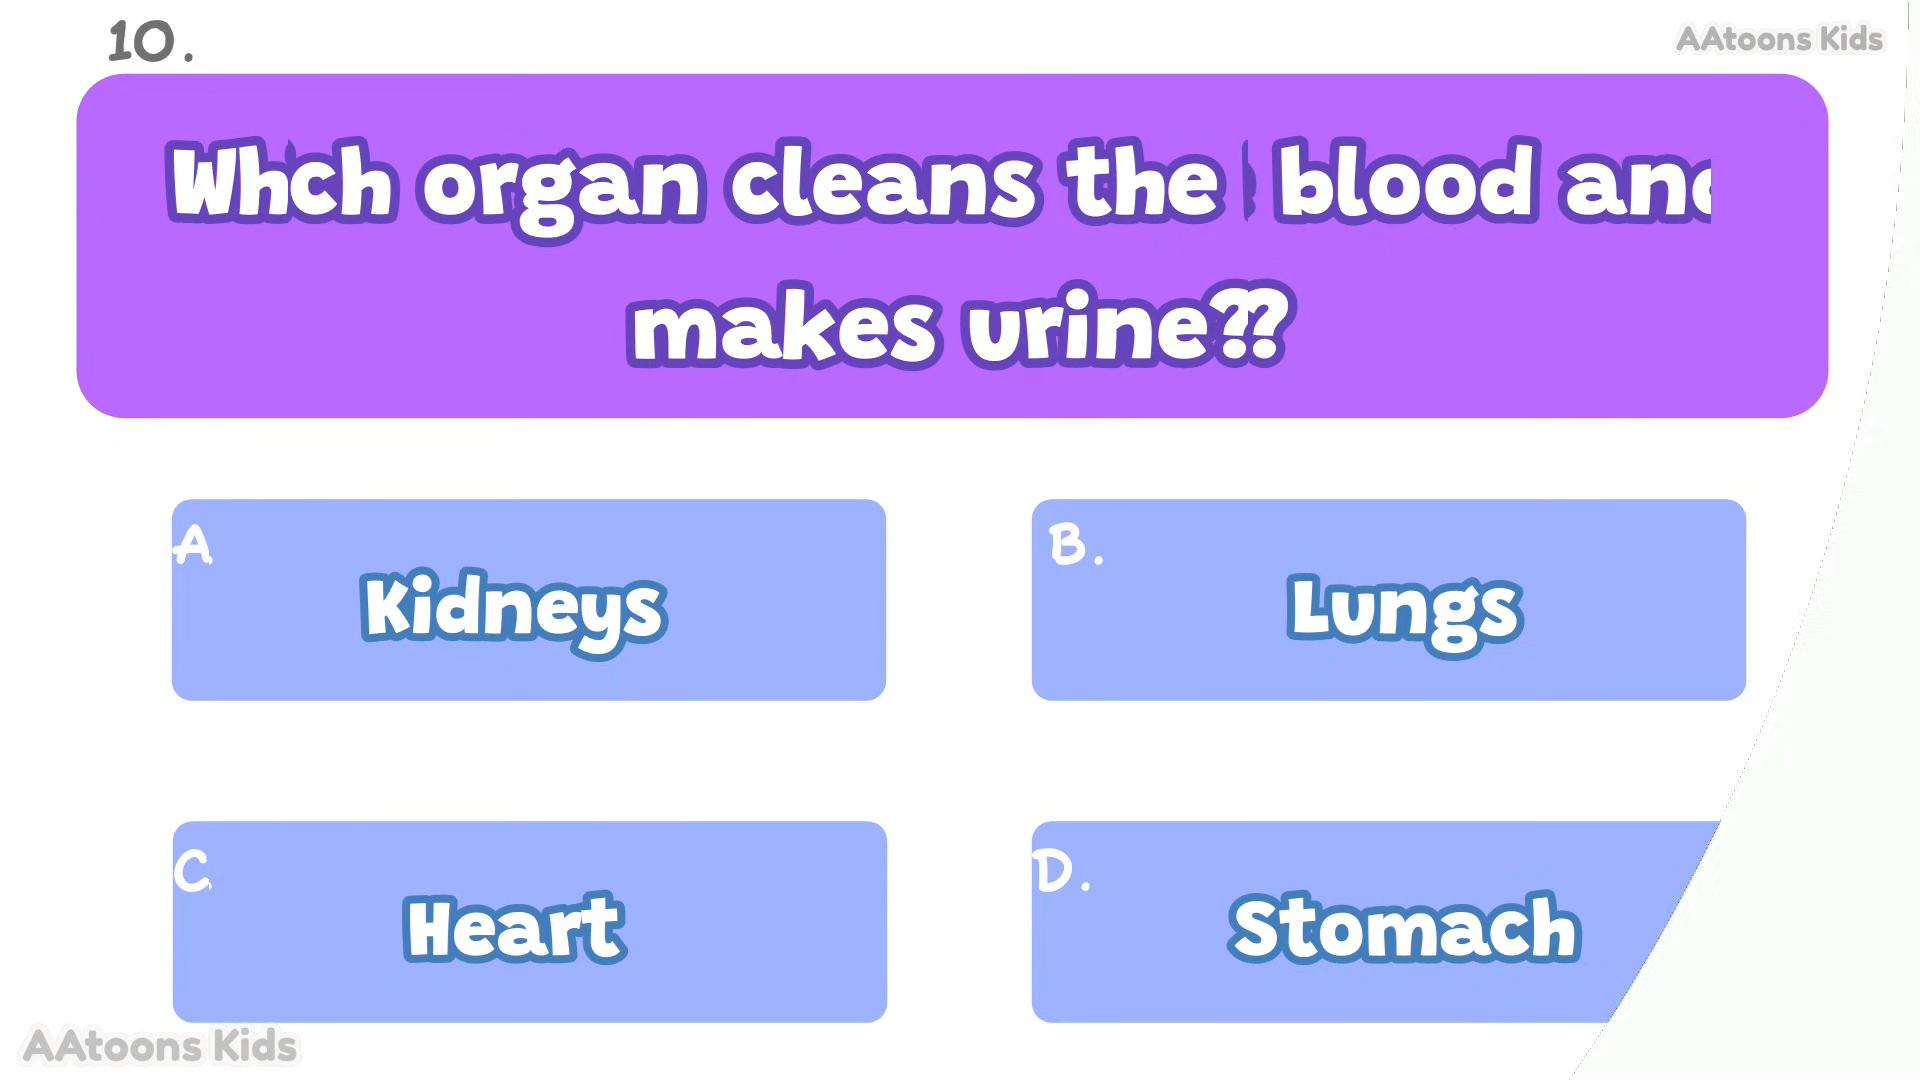 10.
AAtoons Kids
Whch organ cleans the blood and
makes urine??
A
Kidneys
B.
Lungs
C.
Heart
D.
Stomach
AAtoons Kids